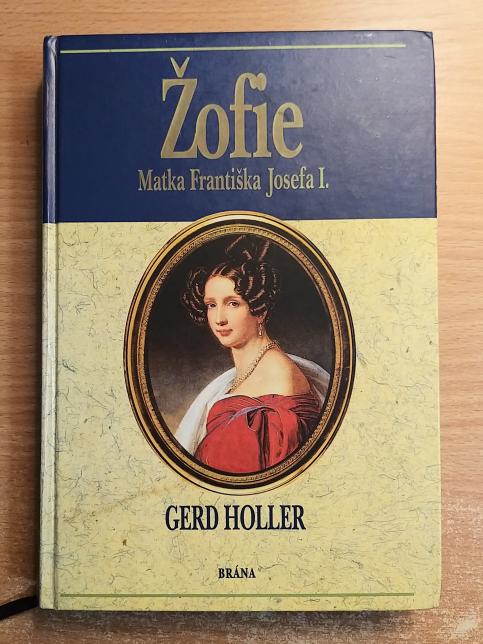 Žofie
Matka Františka Josefa I.
GERD HOLLER
BRÁNA